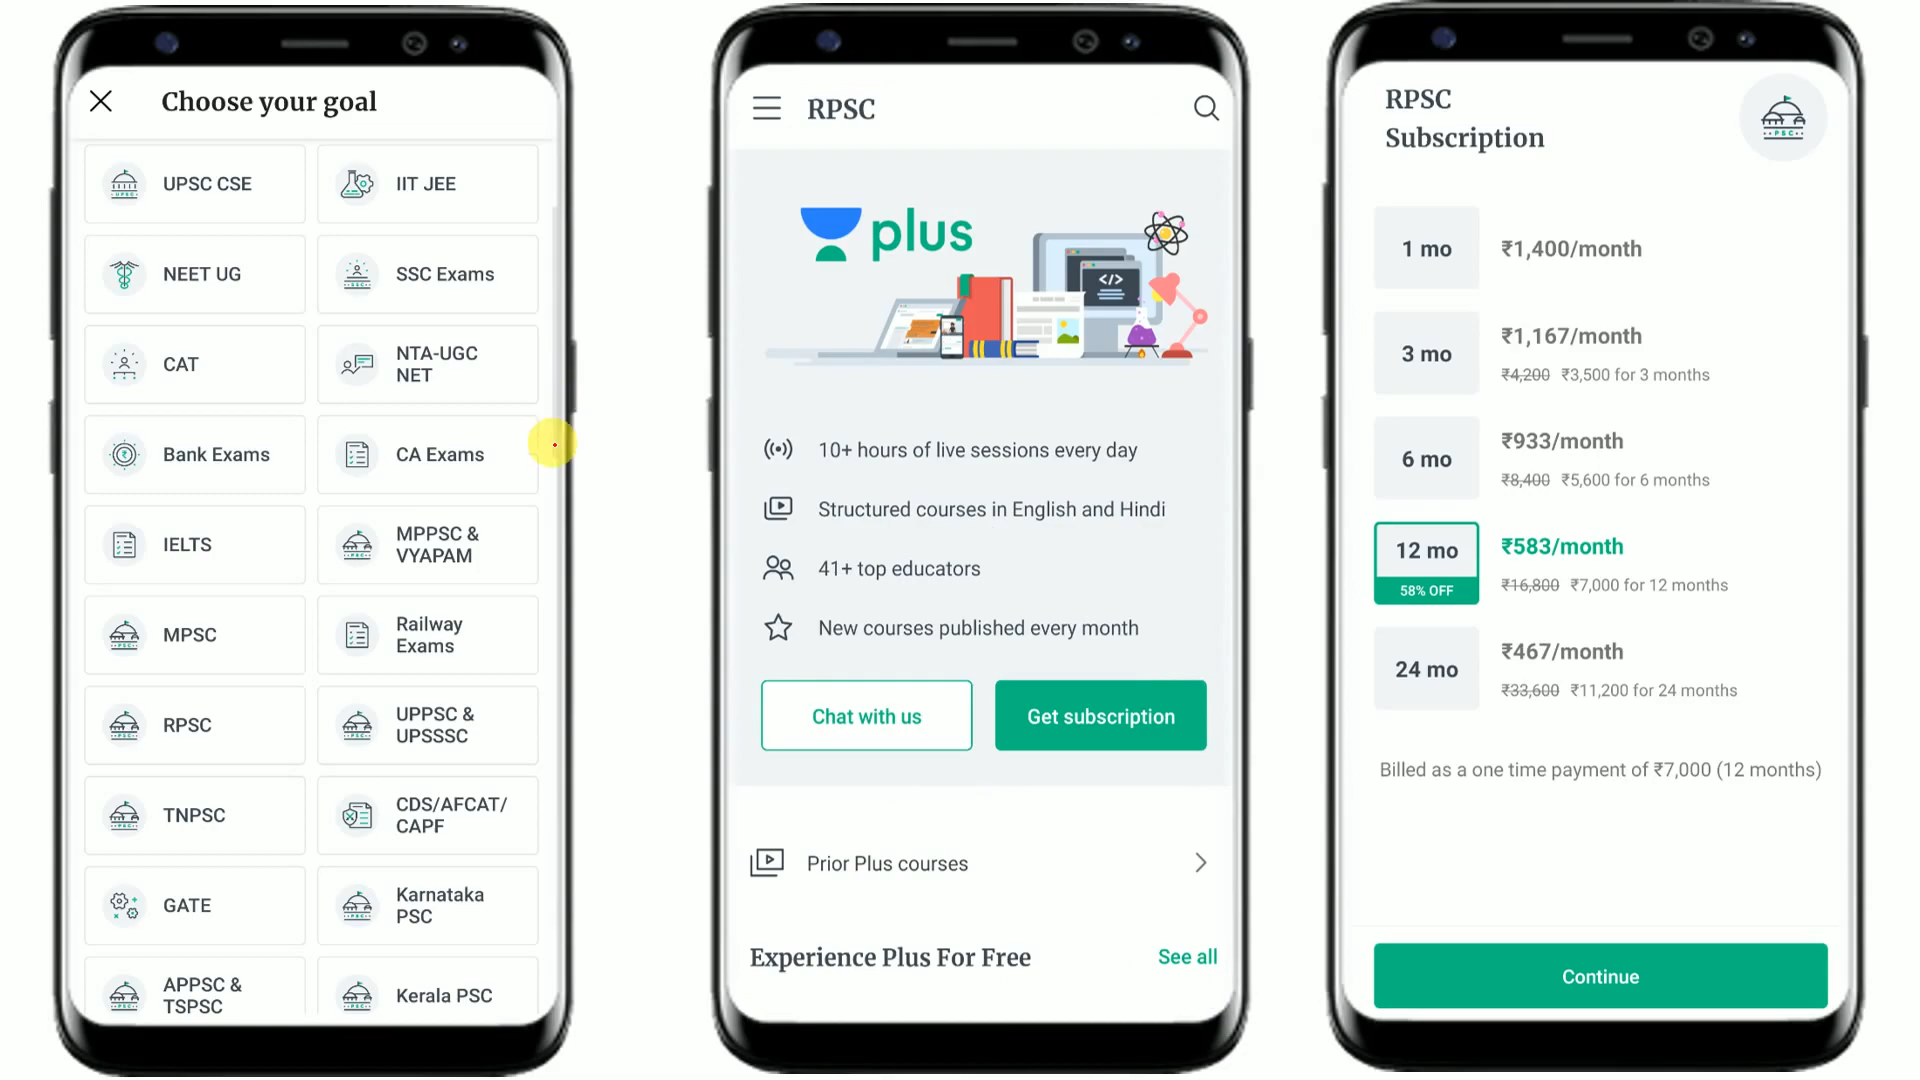 Choose your goal
UPSC CSE
IIT JEE
NEET UG
SSC Exams
CAT
NTA-UGC
NET
Bank Exams
CA Exams
IELTS
MPPSC &
VYAPAM
MPSC
Railway
Exams
RPSC
UPPSC &
UPSSSC
TNPSC
CDS/AFCAT/
CAPF
GATE
Karnataka
PSC
APPSC &
TSPSC
Kerala PSC
RPSC
plus
</>
10+ hours of live sessions every day
Structured courses in English and Hindi
41+ top educators
New courses published every month
Chat with us
Get subscription
Prior Plus courses
Experience Plus For Free
See all
RPSC
Subscription
PSC
1 mo
₹1,400/month
3 mo
₹1,167/month
₹4,200 ₹3,500 for 3 months
6 mo
₹933/month
₹8,400 ₹5,600 for 6 months
12 mo
58% OFF
₹583/month
₹16,800 ₹7,000 for 12 months
24 mo
₹467/month
₹33,600 ₹11,200 for 24 months
Billed as a one time payment of ₹7,000 (12 months)
Continue